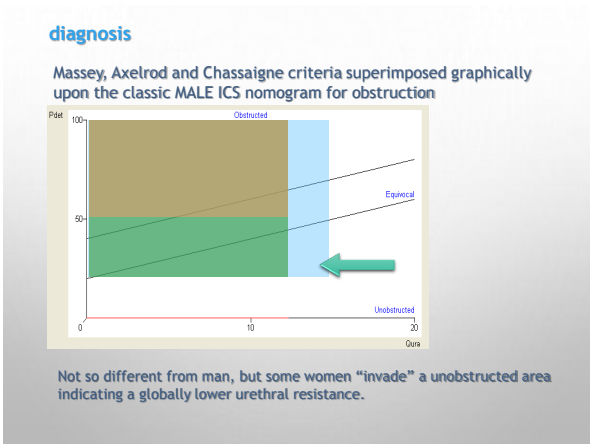 diagnosis
Massey, Axelrod and Chassaigne criteria superimposed graphically
upon the classic MALE ICS nomogram for obstruction
Pdet
100
Obstructed
Equivocal
50
Unobstructed
0
10
20
Qura
Not so different from man, but some women “invade” a unobstructed area
indicating a globally lower urethral resistance.